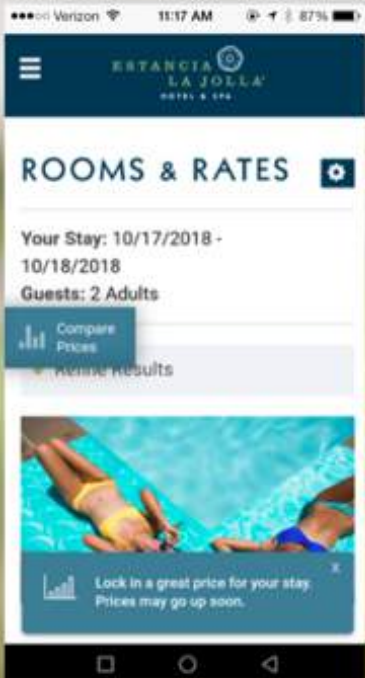 Verizon 11:17 AM 87%
ESTANCIA
LA JOLLA
HOTEL & SPA
ROOMS & RATES
Your Stay: 10/17/2018 -
10/18/2018
Guests: 2 Adults
Compare
Prices
Refine Results
x
Lock in a great price for your stay.
Prices may go up soon.